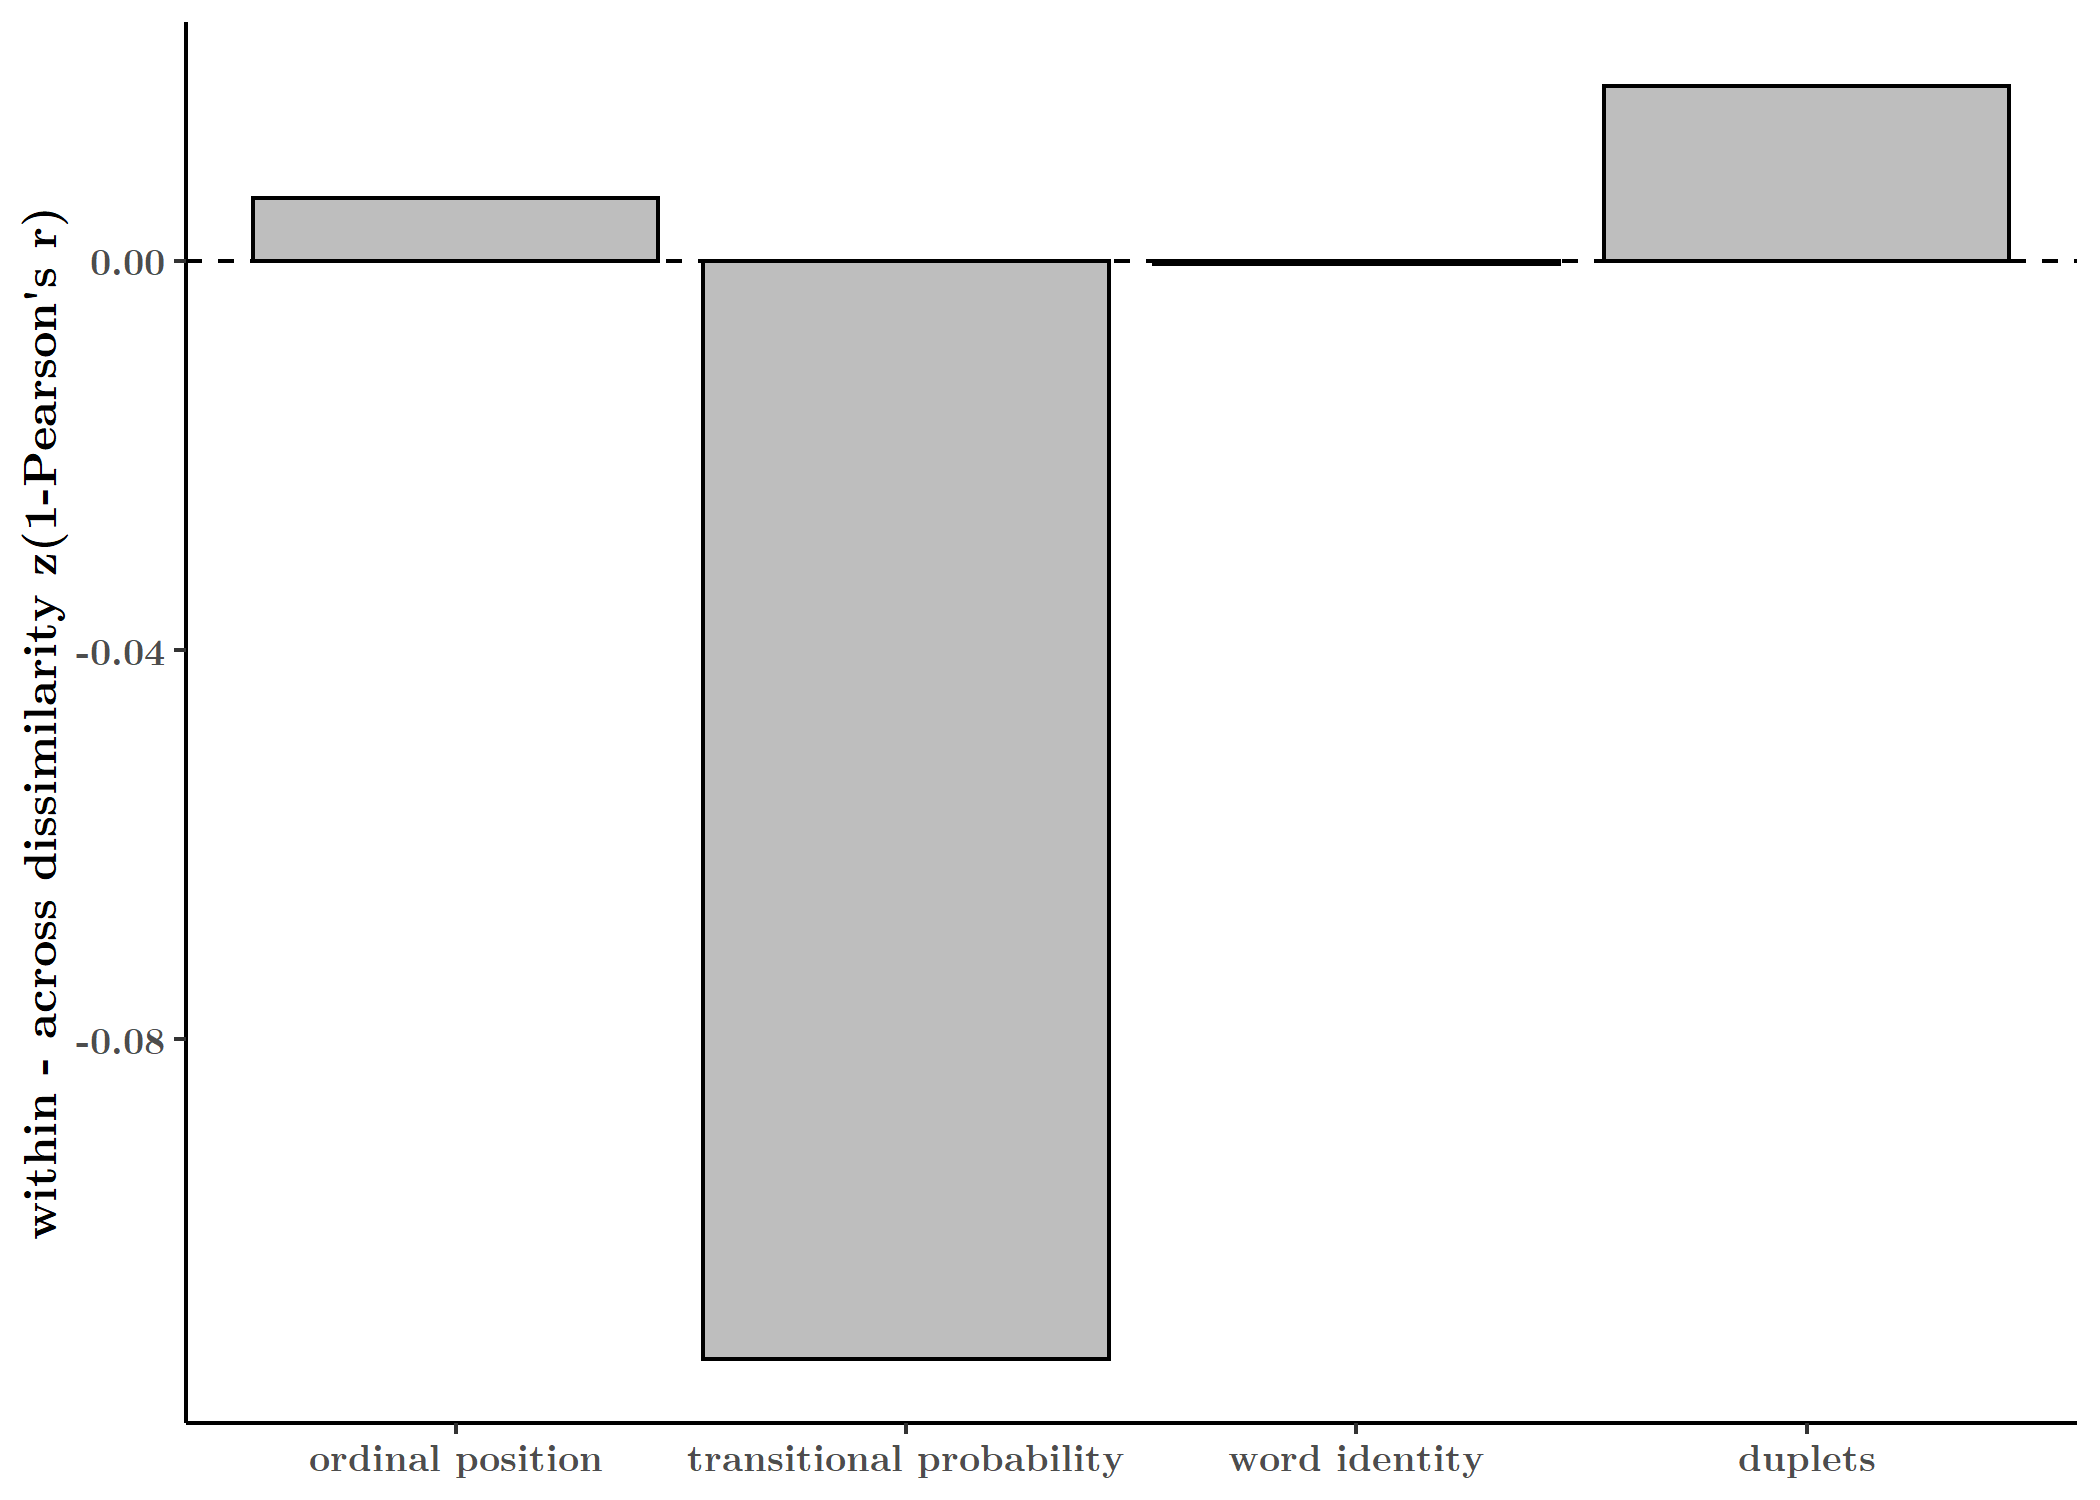 within - across dissimilarity z(1-Pearson's r)
0.00
-0.04
-0.08
ordinal position
transitional probability
word identity
duplets